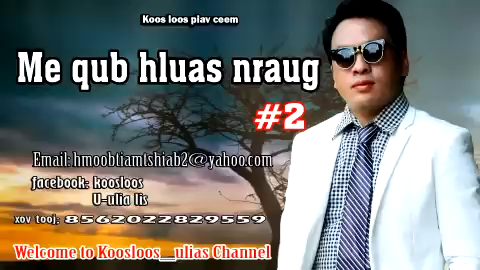 Koos loos piav ceem
Me qub hluas nraug
#2
Email: hmoobliamtshiab2@yahoo.com
facebook: koosloos
U-ulia lis
xov tooj: 8562022829559
Welcome to Koosloos__ulias Channel